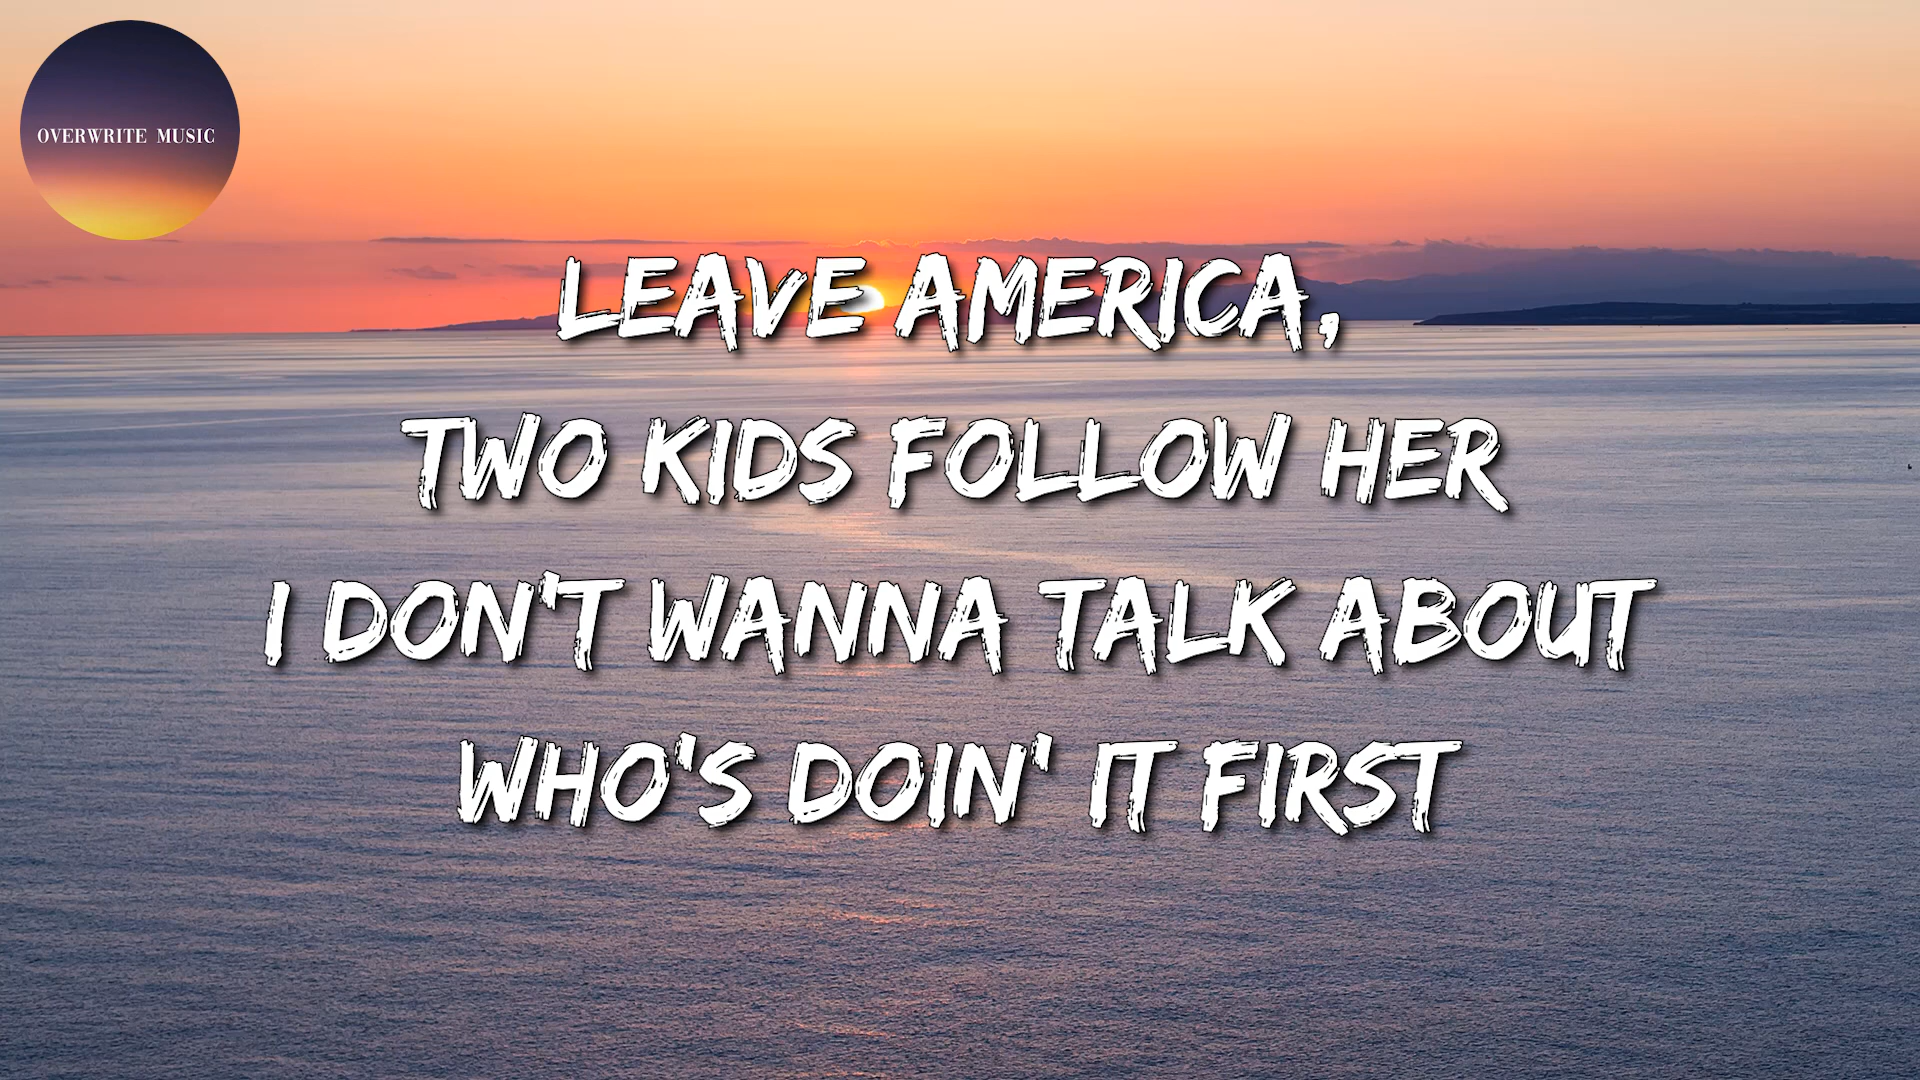 OVERWRITE MUSIC
LEAVE AMERICA,
TWO KIDS FOLLOW HER
I DON'T WANNA TALK ABOUT
WHO'S DOIN' IT FIRST